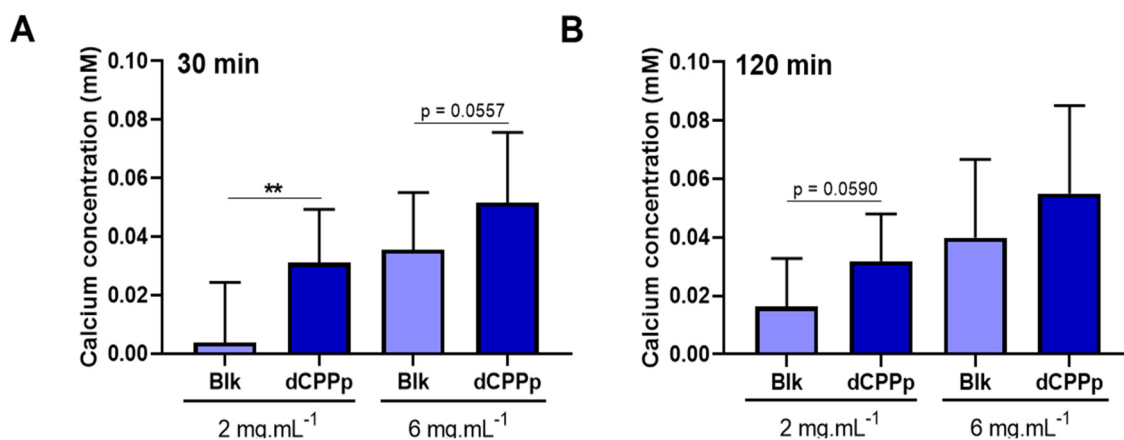 A
30 min
Calcium concentration (mM)
0.10
0.08
0.06
0.04
0.02
0.00
**
p = 0.0557
Blk dCPPp Blk dCPPp
2 mg.mL⁻¹ 6 mg.mL⁻¹
B
120 min
Calcium concentration (mM)
0.10
0.08
0.06
0.04
0.02
0.00
p = 0.0590
Blk dCPPp Blk dCPPp
2 mg.mL⁻¹ 6 mg.mL⁻¹